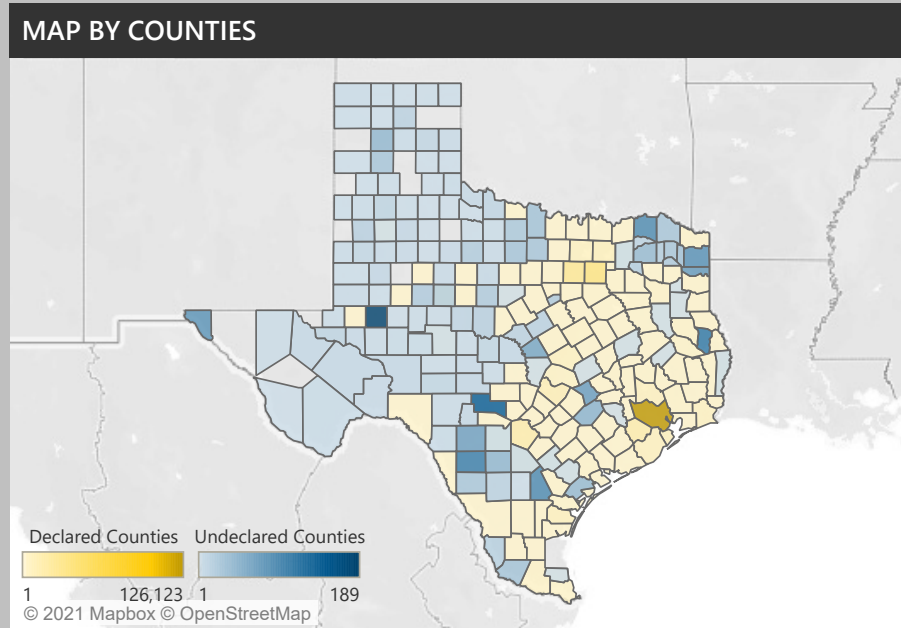 MAP BY COUNTIES
Declared Counties Undeclared Counties
1 126,123 1 189
© 2021 Mapbox © OpenStreetMap